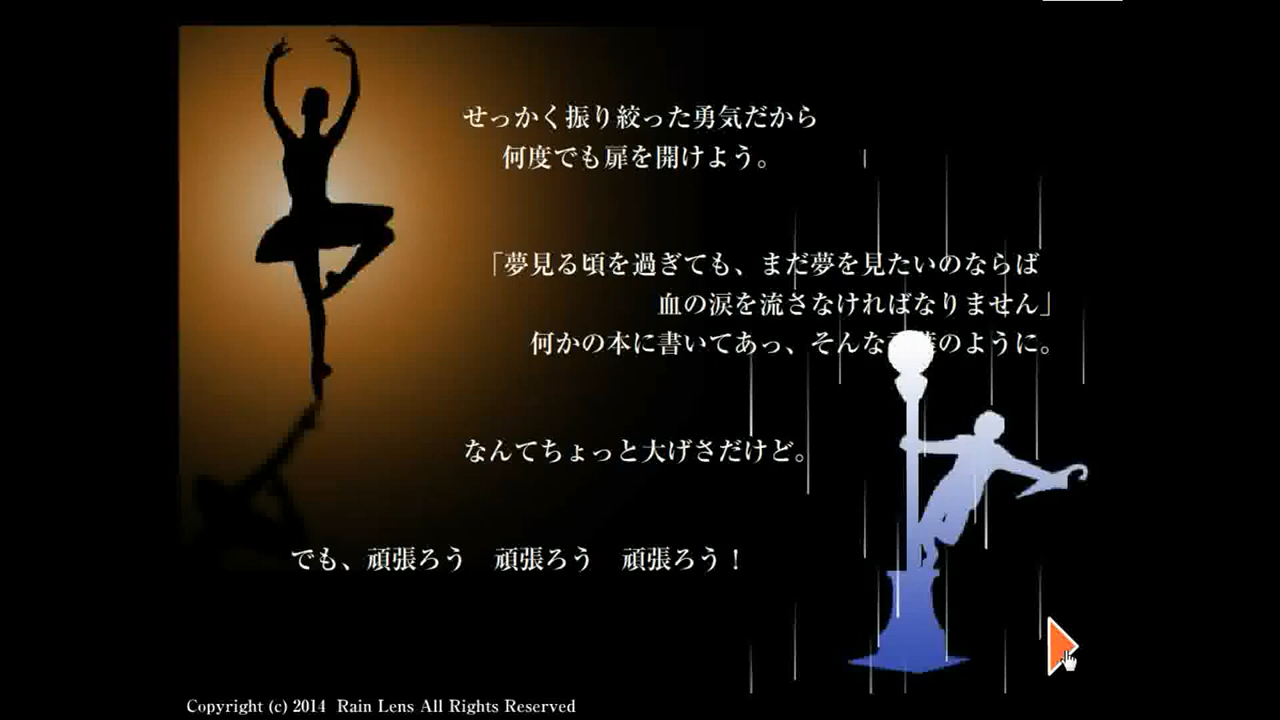 せっかく振り絞った勇気だから
何度でも扉を開けよう。
「夢見る頃を過ぎても、まだ夢を見たいのならば
血の涙を流さなければなりません」
何かの本に書いてあっ、そんな
のように。
なんてちょっと大げさだけど。
でも、頑張ろう　頑張ろう　頑張ろう！
Copyright (c) 2014 Rain Lens All Rights Reserved